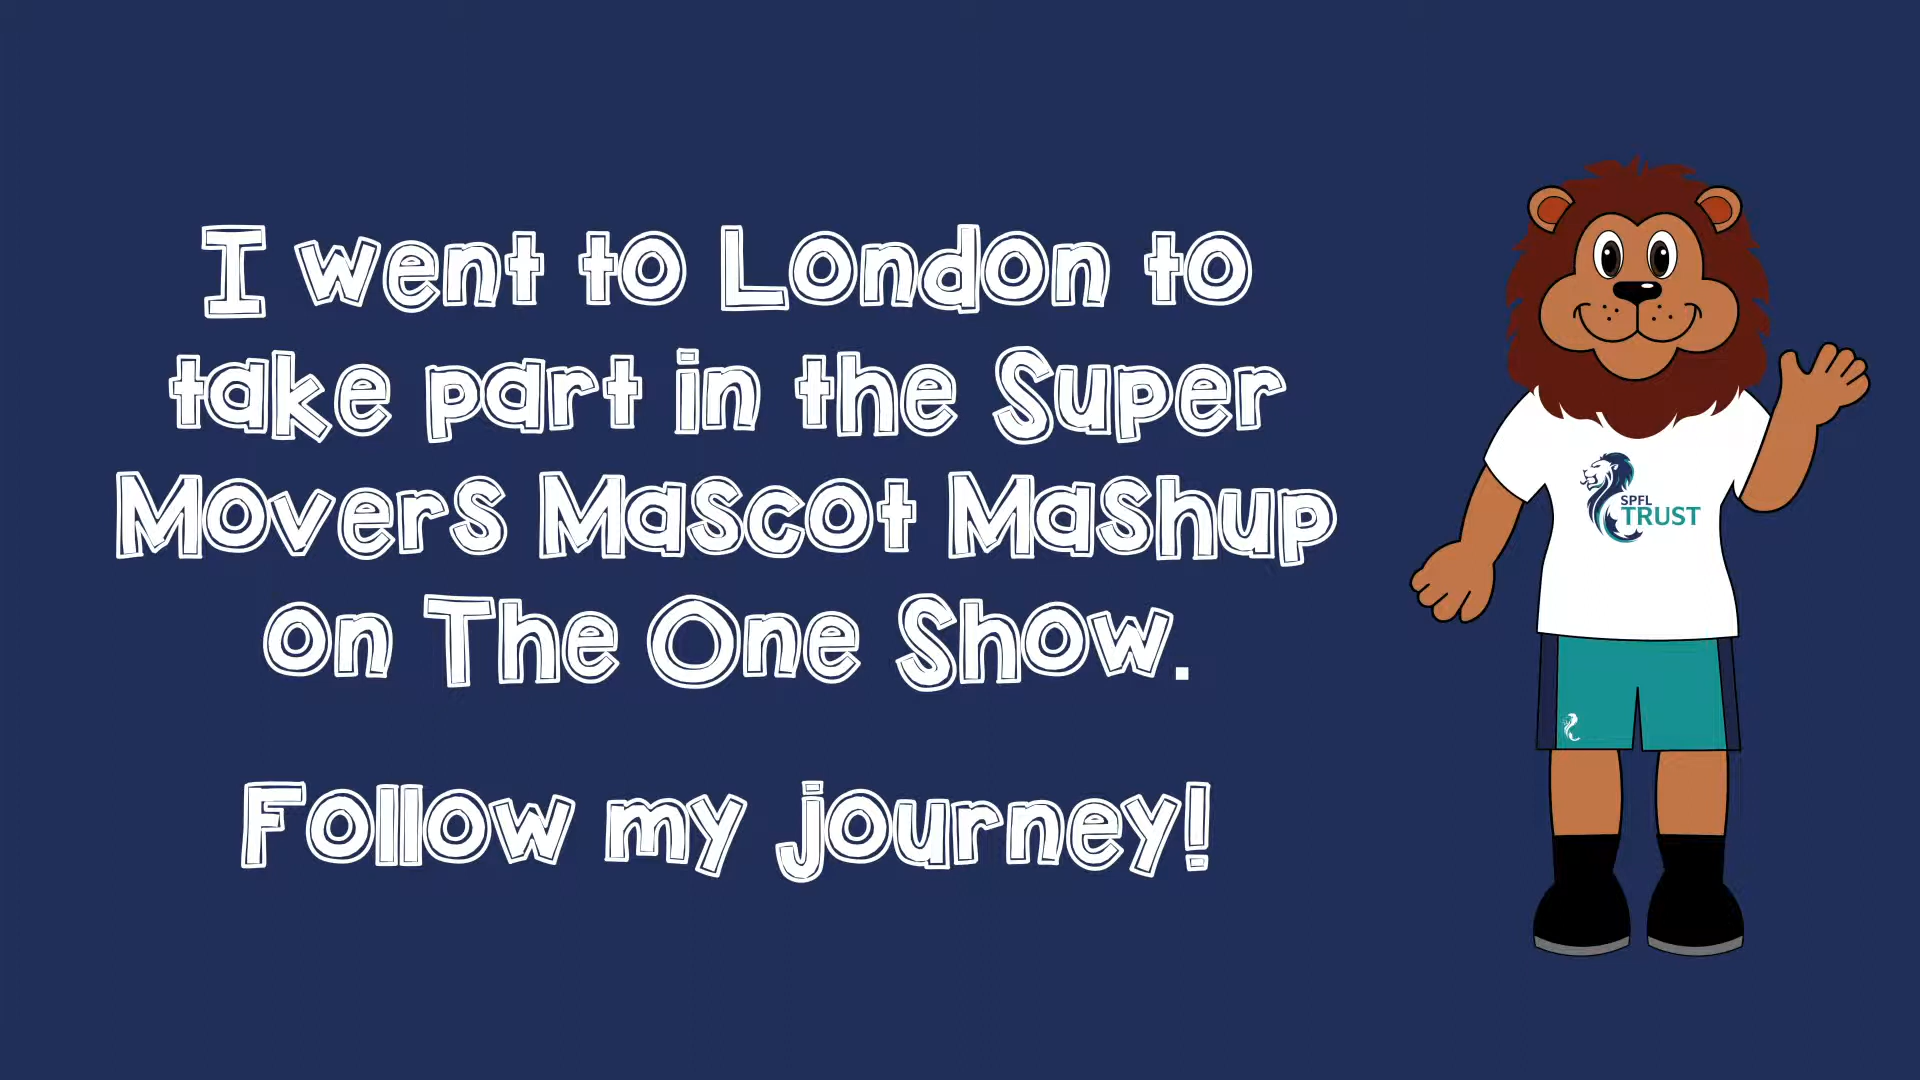 I went to London to
take part in the Super
Movers Mascot Mashup
on The One Show.
Follow my journey!
SPFL
TRUST